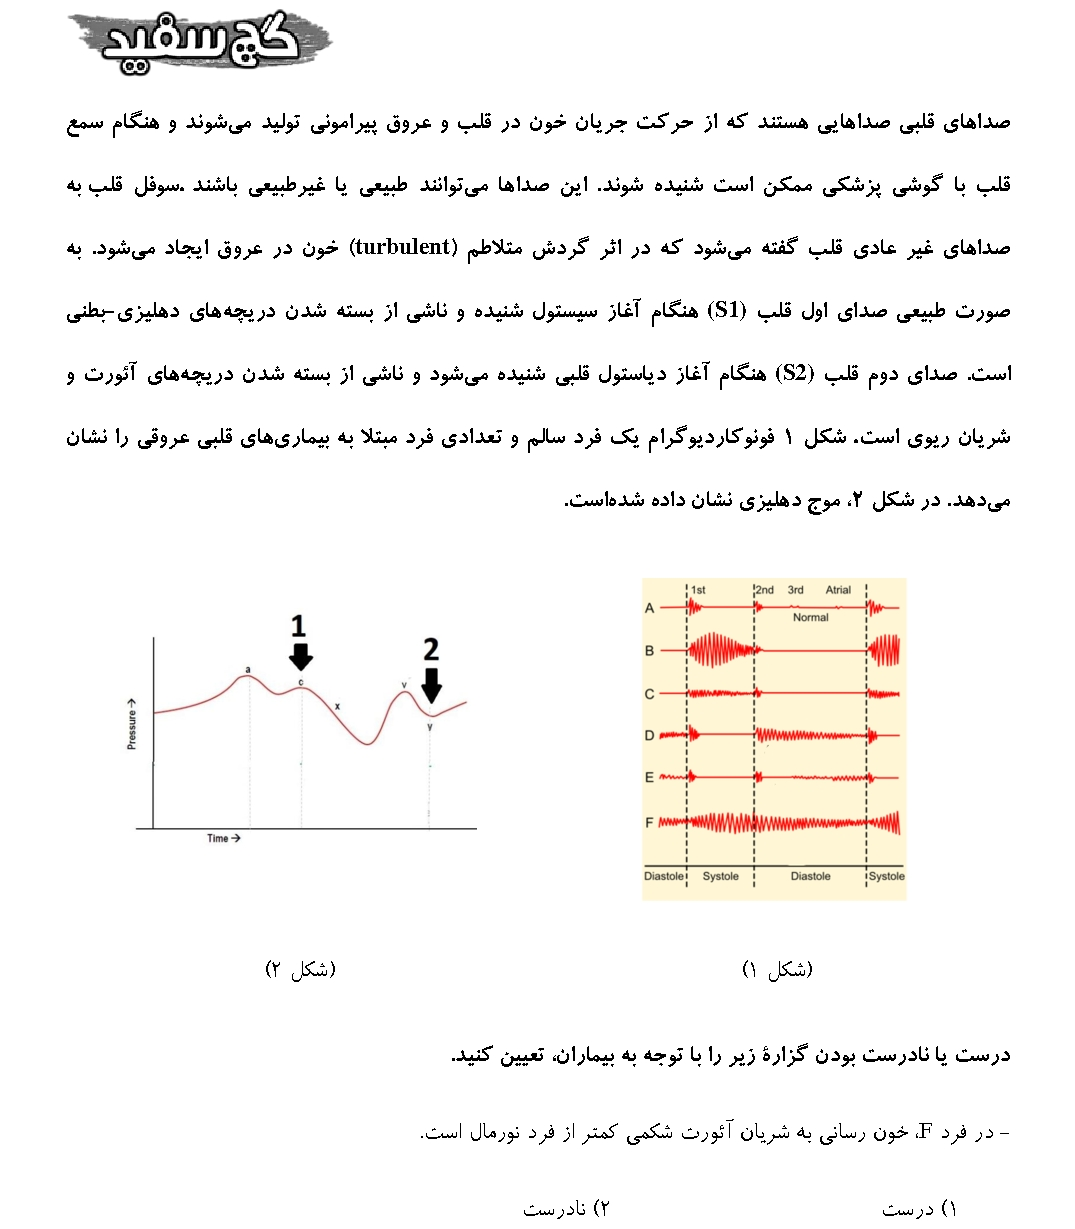 گچ سفید
صداهای قلبی صداهایی هستند که از حرکت جریان خون در قلب و عروق پیرامونی تولید می‌شوند و هنگام سمع
قلب با گوشی پزشکی ممکن است شنیده شوند. این صداها می‌توانند طبیعی یا غیرطبیعی باشند .سوفل قلب به
صداهای غیر عادی قلب گفته می‌شود که در اثر گردش متلاطم (turbulent) خون در عروق ایجاد می‌شود. به
صورت طبیعی صدای اول قلب (S1) هنگام آغاز سیستول شنیده و ناشی از بسته شدن دریچه‌های دهلیزی-بطنی
است. صدای دوم قلب (S2) هنگام آغاز دیاستول قلبی شنیده می‌شود و ناشی از بسته شدن دریچه‌های آئورت و
شریان ریوی است. شکل ۱ فونوکاردیوگرام یک فرد سالم و تعدادی فرد مبتلا به بیماری‌های قلبی عروقی را نشان
می‌دهد. در شکل ۲، موج دهلیزی نشان داده شده‌است.
1st 2nd 3rd Atrial
A
Normal
B
C
D
E
F
Diastole Systole Diastole Systole
1
2
a
c
x
v
y
Pressure →
Time →
(شکل ۱)
(شکل ۲)
درست یا نادرست بودن گزارهٔ زیر را با توجه به بیماران، تعیین کنید.
- در فرد F، خون رسانی به شریان آئورت شکمی کمتر از فرد نورمال است.
۱) درست ۲) نادرست